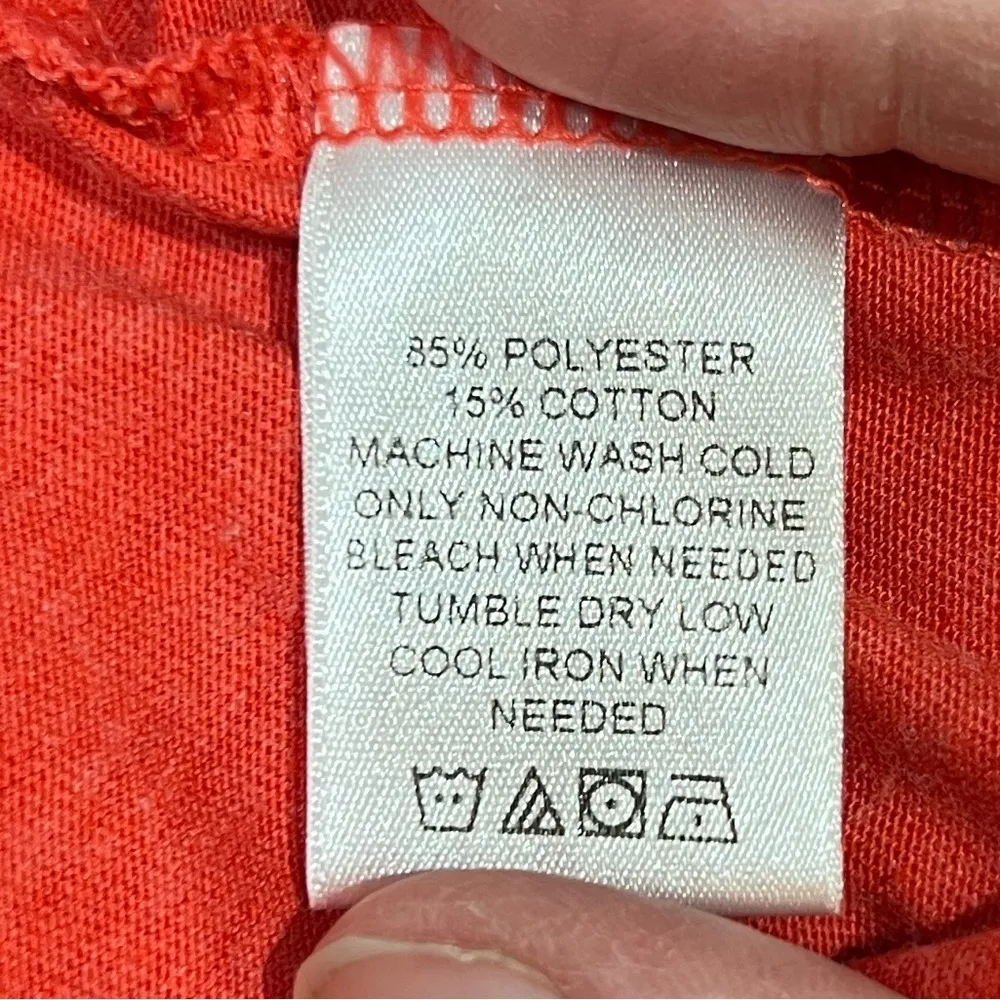 85% POLYESTER
15% COTTON
MACHINE WASH COLD
ONLY NON-CHLORINE
BLEACH WHEN NEEDED
TUMBLE DRY LOW
COOL IRON WHEN
NEEDED